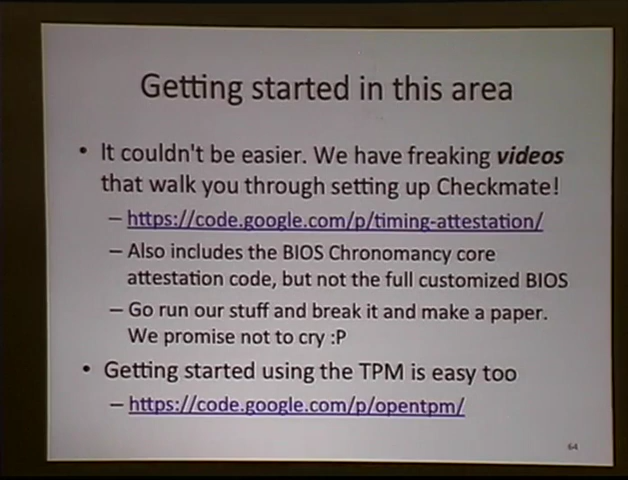 Getting started in this area
• It couldn't be easier. We have freaking videos
that walk you through setting up Checkmate!
– https://code.google.com/p/timing-attestation/
– Also includes the BIOS Chronomancy core
attestation code, but not the full customized BIOS
– Go run our stuff and break it and make a paper.
We promise not to cry :P
• Getting started using the TPM is easy too
– https://code.google.com/p/opentpm/
64